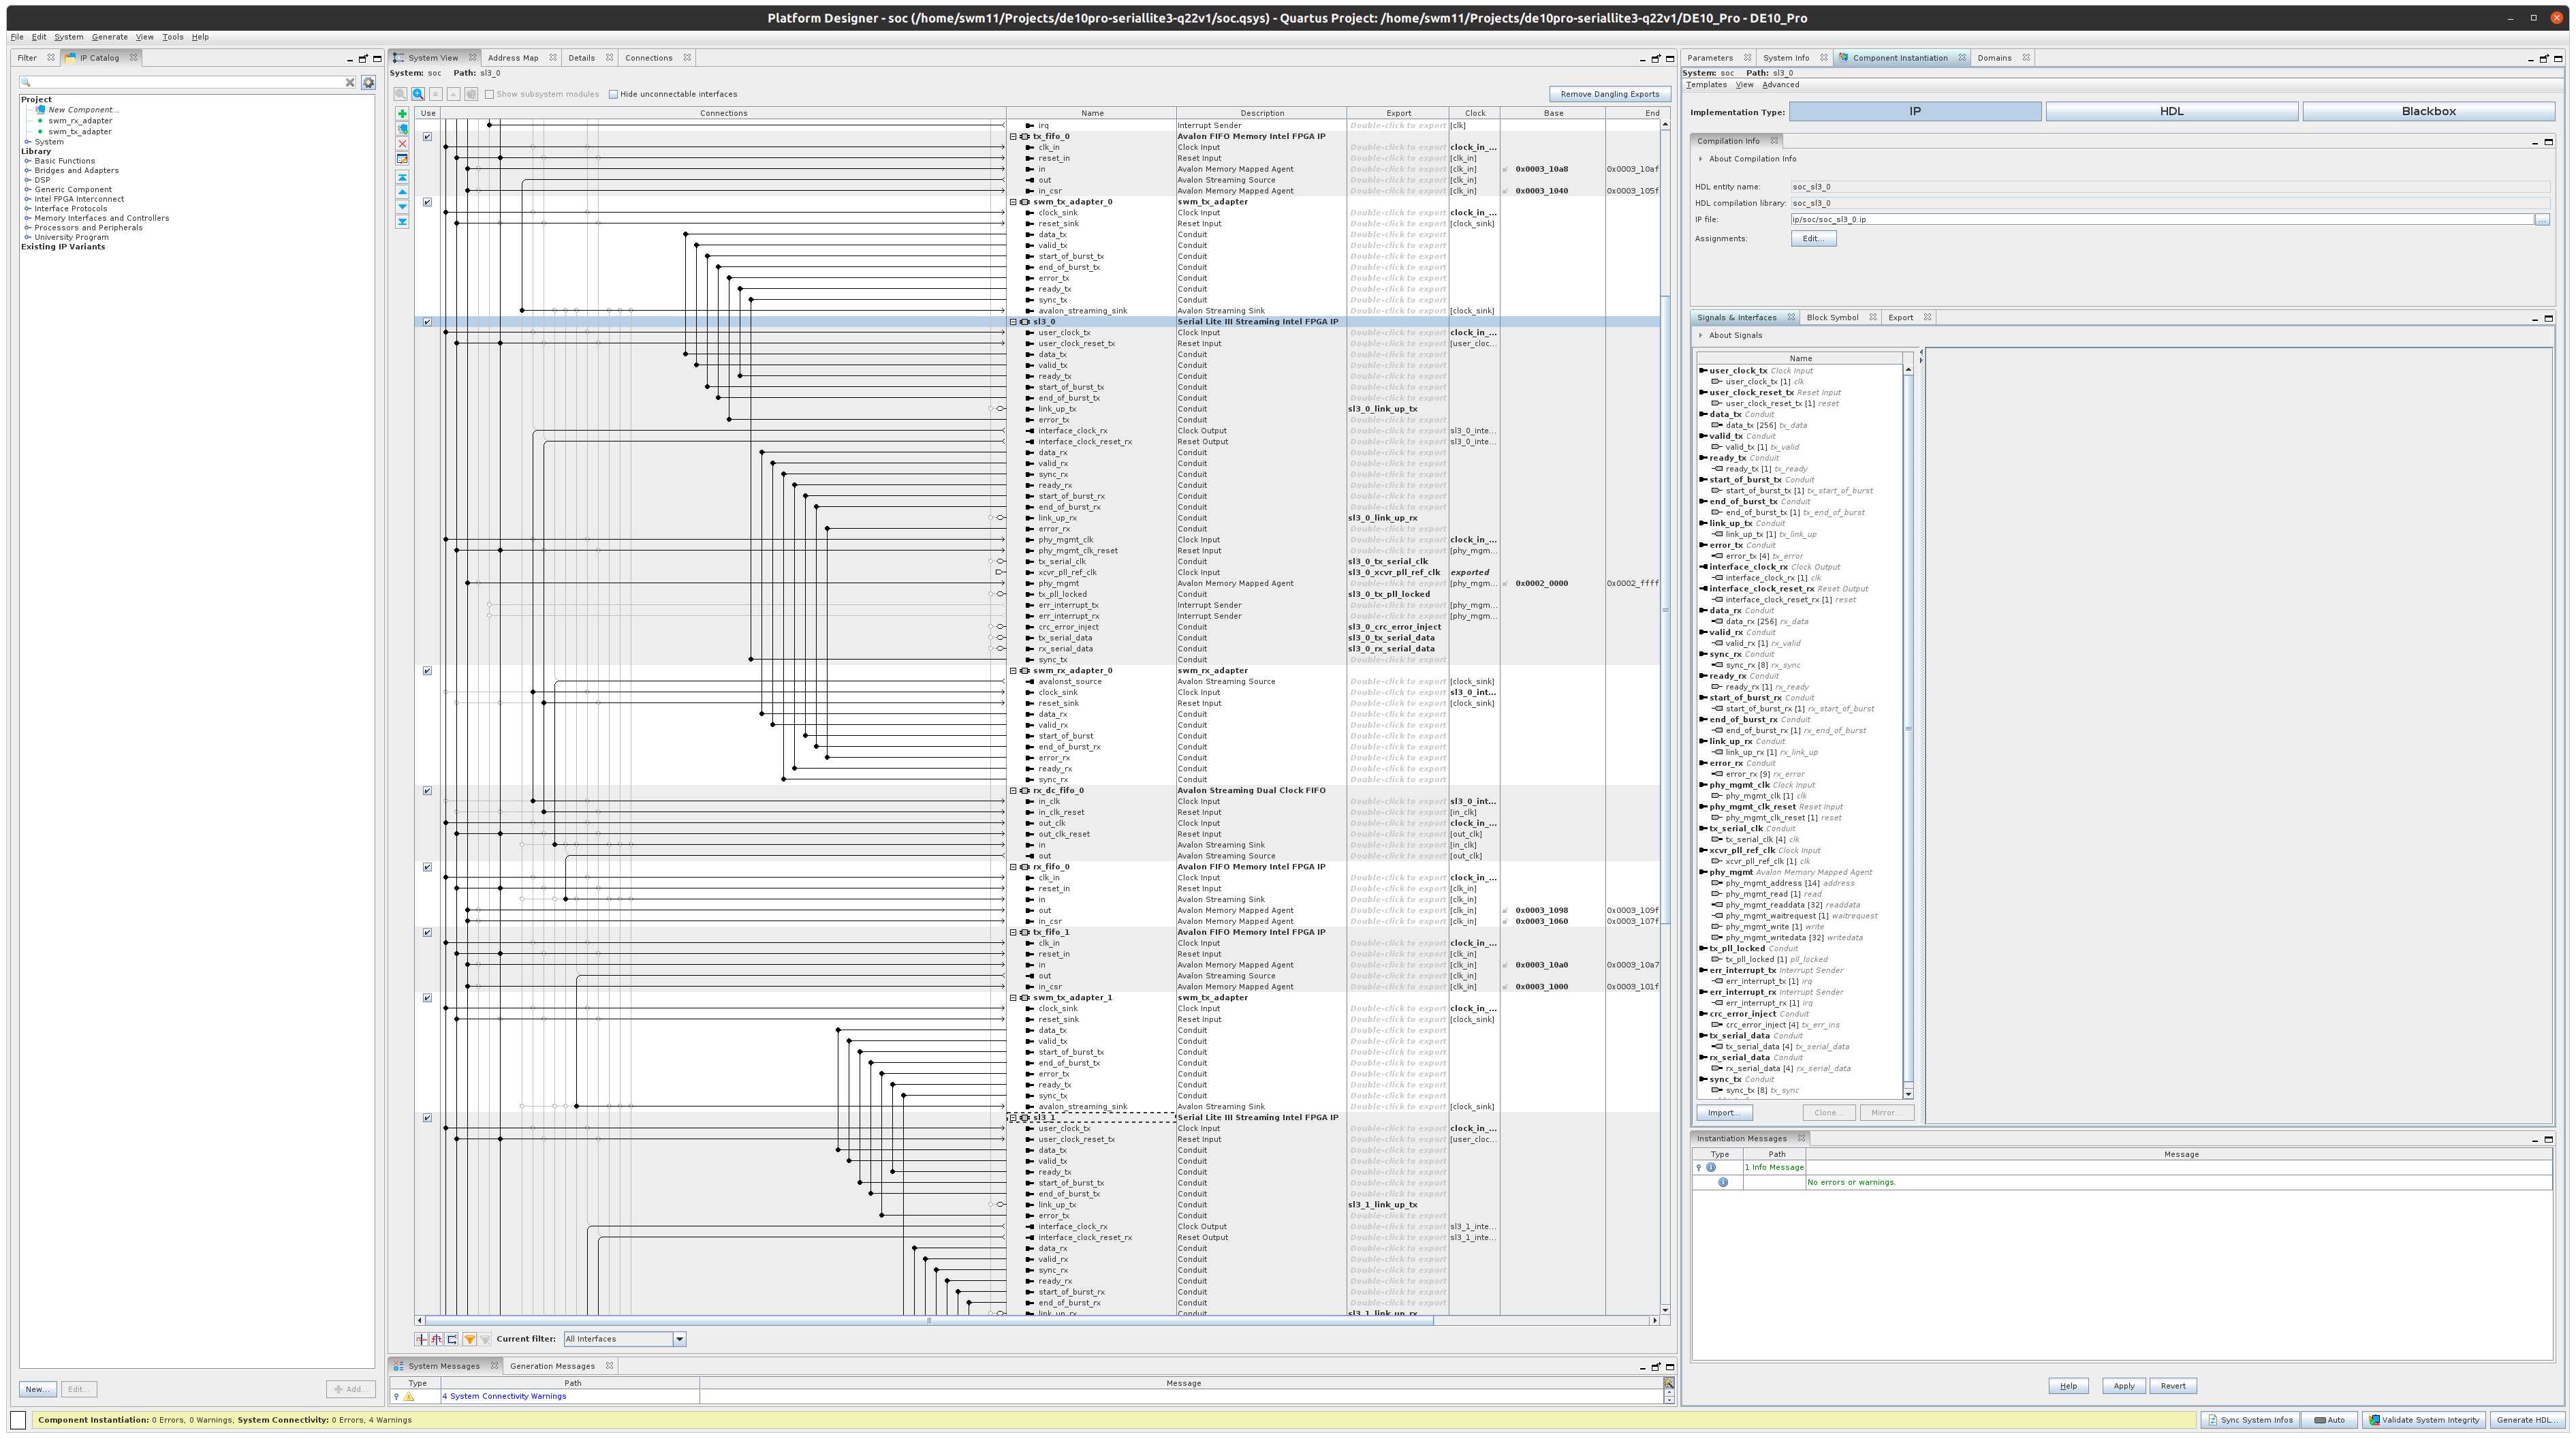 Platform Designer - soc (/home/swm11/Projects/de10pro-seriallite3-q22v1/soc.qsys) - Quartus Project: /home/swm11/Projects/de10pro-seriallite3-q22v1/DE10_Pro - DE10_Pro
File Edit System Generate View Tools Help
Filter IP Catalog
Project
New Component...
swm_rx_adapter
swm_tx_adapter
System
Library
Basic Functions
Bridges and Adapters
DSP
Generic Component
Intel FPGA Interconnect
Interface Protocols
Memory Interfaces and Controllers
Processors and Peripherals
University Program
Existing IP Variants
New... Edit... Add...
System View Address Map Details Connections
System: soc Path: sl3_0
Show subsystem modules Hide unconnectable interfaces Remove Dangling Exports
Use Connections Name Description Export Clock Base End
irq Interrupt Sender Double-click to export [clk]
tx_fifo_0 Avalon FIFO Memory Intel FPGA IP
clk_in Clock Input Double-click to export clock_in_...
reset_in Reset Input Double-click to export [clk_in]
in Avalon Memory Mapped Agent Double-click to export [clk_in] 0x0003_10a8 0x0003_10af
out Avalon Streaming Source Double-click to export [clk_in]
in_csr Avalon Memory Mapped Agent Double-click to export [clk_in] 0x0003_1040 0x0003_105f
swm_tx_adapter_0 swm_tx_adapter
clock_sink Clock Input Double-click to export clock_in_...
reset_sink Reset Input Double-click to export [clock_sink]
data_tx Conduit Double-click to export
valid_tx Conduit Double-click to export
start_of_burst_tx Conduit Double-click to export
end_of_burst_tx Conduit Double-click to export
error_tx Conduit Double-click to export
ready_tx Conduit Double-click to export
sync_tx Conduit Double-click to export
avalon_streaming_sink Avalon Streaming Sink Double-click to export [clock_sink]
sl3_0 Serial Lite III Streaming Intel FPGA IP
user_clock_tx Clock Input Double-click to export clock_in_...
user_clock_reset_tx Reset Input Double-click to export [user_cloc...
data_tx Conduit Double-click to export
valid_tx Conduit Double-click to export
ready_tx Conduit Double-click to export
start_of_burst_tx Conduit Double-click to export
end_of_burst_tx Conduit Double-click to export
link_up_tx Conduit sl3_0_link_up_tx
error_tx Conduit Double-click to export
interface_clock_rx Clock Output Double-click to export sl3_0_inte...
interface_clock_reset_rx Reset Output Double-click to export sl3_0_inte...
data_rx Conduit Double-click to export
valid_rx Conduit Double-click to export
sync_rx Conduit Double-click to export
ready_rx Conduit Double-click to export
start_of_burst_rx Conduit Double-click to export
end_of_burst_rx Conduit Double-click to export
link_up_rx Conduit sl3_0_link_up_rx
error_rx Conduit Double-click to export
phy_mgmt_clk Clock Input Double-click to export clock_in_...
phy_mgmt_clk_reset Reset Input Double-click to export [phy_mgm...
tx_serial_clk Conduit sl3_0_tx_serial_clk
xcvr_pll_ref_clk Clock Input sl3_0_xcvr_pll_ref_clk exported
phy_mgmt Avalon Memory Mapped Agent Double-click to export [phy_mgm... 0x0002_0000 0x0002_ffff
tx_pll_locked Conduit sl3_0_tx_pll_locked
err_interrupt_tx Interrupt Sender Double-click to export [phy_mgm...
err_interrupt_rx Interrupt Sender Double-click to export [phy_mgm...
crc_error_inject Conduit sl3_0_crc_error_inject
tx_serial_data Conduit sl3_0_tx_serial_data
rx_serial_data Conduit sl3_0_rx_serial_data
sync_tx Conduit Double-click to export
swm_rx_adapter_0 swm_rx_adapter
avalonst_source Avalon Streaming Source Double-click to export [clock_sink]
clock_sink Clock Input Double-click to export sl3_0_int...
reset_sink Reset Input Double-click to export [clock_sink]
data_rx Conduit Double-click to export
valid_rx Conduit Double-click to export
start_of_burst Conduit Double-click to export
end_of_burst_rx Conduit Double-click to export
error_rx Conduit Double-click to export
ready_rx Conduit Double-click to export
sync_rx Conduit Double-click to export
rx_dc_fifo_0 Avalon Streaming Dual Clock FIFO
in_clk Clock Input Double-click to export sl3_0_int...
in_clk_reset Reset Input Double-click to export [in_clk]
out_clk Clock Input Double-click to export clock_in_...
out_clk_reset Reset Input Double-click to export [out_clk]
in Avalon Streaming Sink Double-click to export [in_clk]
out Avalon Streaming Source Double-click to export [out_clk]
rx_fifo_0 Avalon FIFO Memory Intel FPGA IP
clk_in Clock Input Double-click to export clock_in_...
reset_in Reset Input Double-click to export [clk_in]
in Avalon Streaming Sink Double-click to export [clk_in]
out Avalon Memory Mapped Agent Double-click to export [clk_in] 0x0003_1098 0x0003_109f
in_csr Avalon Memory Mapped Agent Double-click to export [clk_in] 0x0003_1060 0x0003_107f
tx_fifo_1 Avalon FIFO Memory Intel FPGA IP
clk_in Clock Input Double-click to export clock_in_...
reset_in Reset Input Double-click to export [clk_in]
in Avalon Memory Mapped Agent Double-click to export [clk_in] 0x0003_10a0 0x0003_10a7
out Avalon Streaming Source Double-click to export [clk_in]
in_csr Avalon Memory Mapped Agent Double-click to export [clk_in] 0x0003_1000 0x0003_101f
swm_tx_adapter_1 swm_tx_adapter
clock_sink Clock Input Double-click to export clock_in_...
reset_sink Reset Input Double-click to export [clock_sink]
data_tx Conduit Double-click to export
valid_tx Conduit Double-click to export
start_of_burst_tx Conduit Double-click to export
end_of_burst_tx Conduit Double-click to export
error_tx Conduit Double-click to export
ready_tx Conduit Double-click to export
sync_tx Conduit Double-click to export
avalon_streaming_sink Avalon Streaming Sink Double-click to export [clock_sink]
sl3_1 Serial Lite III Streaming Intel FPGA IP
user_clock_tx Clock Input Double-click to export clock_in_...
user_clock_reset_tx Reset Input Double-click to export [user_cloc...
data_tx Conduit Double-click to export
valid_tx Conduit Double-click to export
ready_tx Conduit Double-click to export
start_of_burst_tx Conduit Double-click to export
end_of_burst_tx Conduit Double-click to export
link_up_tx Conduit sl3_1_link_up_tx
error_tx Conduit Double-click to export
interface_clock_rx Clock Output Double-click to export sl3_1_inte...
interface_clock_reset_rx Reset Output Double-click to export sl3_1_inte...
data_rx Conduit Double-click to export
valid_rx Conduit Double-click to export
sync_rx Conduit Double-click to export
ready_rx Conduit Double-click to export
start_of_burst_rx Conduit Double-click to export
end_of_burst_rx Conduit Double-click to export
link_up_rx Conduit sl3_1_link_up_rx
Current filter: All Interfaces
System Messages Generation Messages
Type Path Message
4 System Connectivity Warnings
Parameters System Info Component Instantiation Domains
System: soc Path: sl3_0
Templates View Advanced
Implementation Type: IP HDL Blackbox
Compilation Info
About Compilation Info
HDL entity name: soc_sl3_0
HDL compilation library: soc_sl3_0
IP file: ip/soc/soc_sl3_0.ip ...
Assignments: Edit...
Signals & Interfaces Block Symbol Export
About Signals
Name
user_clock_tx Clock Input
user_clock_tx [1] clk
user_clock_reset_tx Reset Input
user_clock_reset_tx [1] reset
data_tx Conduit
data_tx [256] tx_data
valid_tx Conduit
valid_tx [1] tx_valid
ready_tx Conduit
ready_tx [1] tx_ready
start_of_burst_tx Conduit
start_of_burst_tx [1] tx_start_of_burst
end_of_burst_tx Conduit
end_of_burst_tx [1] tx_end_of_burst
link_up_tx Conduit
link_up_tx [1] tx_link_up
error_tx Conduit
error_tx [4] tx_error
interface_clock_rx Clock Output
interface_clock_rx [1] clk
interface_clock_reset_rx Reset Output
interface_clock_reset_rx [1] reset
data_rx Conduit
data_rx [256] rx_data
valid_rx Conduit
valid_rx [1] rx_valid
sync_rx Conduit
sync_rx [8] rx_sync
ready_rx Conduit
ready_rx [1] rx_ready
start_of_burst_rx Conduit
start_of_burst_rx [1] rx_start_of_burst
end_of_burst_rx Conduit
end_of_burst_rx [1] rx_end_of_burst
link_up_rx Conduit
link_up_rx [1] rx_link_up
error_rx Conduit
error_rx [9] rx_error
phy_mgmt_clk Clock Input
phy_mgmt_clk [1] clk
phy_mgmt_clk_reset Reset Input
phy_mgmt_clk_reset [1] reset
tx_serial_clk Conduit
tx_serial_clk [4] clk
xcvr_pll_ref_clk Clock Input
xcvr_pll_ref_clk [1] clk
phy_mgmt Avalon Memory Mapped Agent
phy_mgmt_address [14] address
phy_mgmt_read [1] read
phy_mgmt_readdata [32] readdata
phy_mgmt_waitrequest [1] waitrequest
phy_mgmt_write [1] write
phy_mgmt_writedata [32] writedata
tx_pll_locked Conduit
tx_pll_locked [1] pll_locked
err_interrupt_tx Interrupt Sender
err_interrupt_tx [1] irq
err_interrupt_rx Interrupt Sender
err_interrupt_rx [1] irq
crc_error_inject Conduit
crc_error_inject [4] tx_err_ins
tx_serial_data Conduit
tx_serial_data [4] tx_serial_data
rx_serial_data Conduit
rx_serial_data [4] rx_serial_data
sync_tx Conduit
sync_tx [8] tx_sync
Import... Clone... Mirror...
Instantiation Messages
Type Path Message
1 Info Message
No errors or warnings.
Help Apply Revert
Component Instantiation: 0 Errors, 0 Warnings, System Connectivity: 0 Errors, 4 Warnings
Sync System Infos Auto Validate System Integrity Generate HDL...